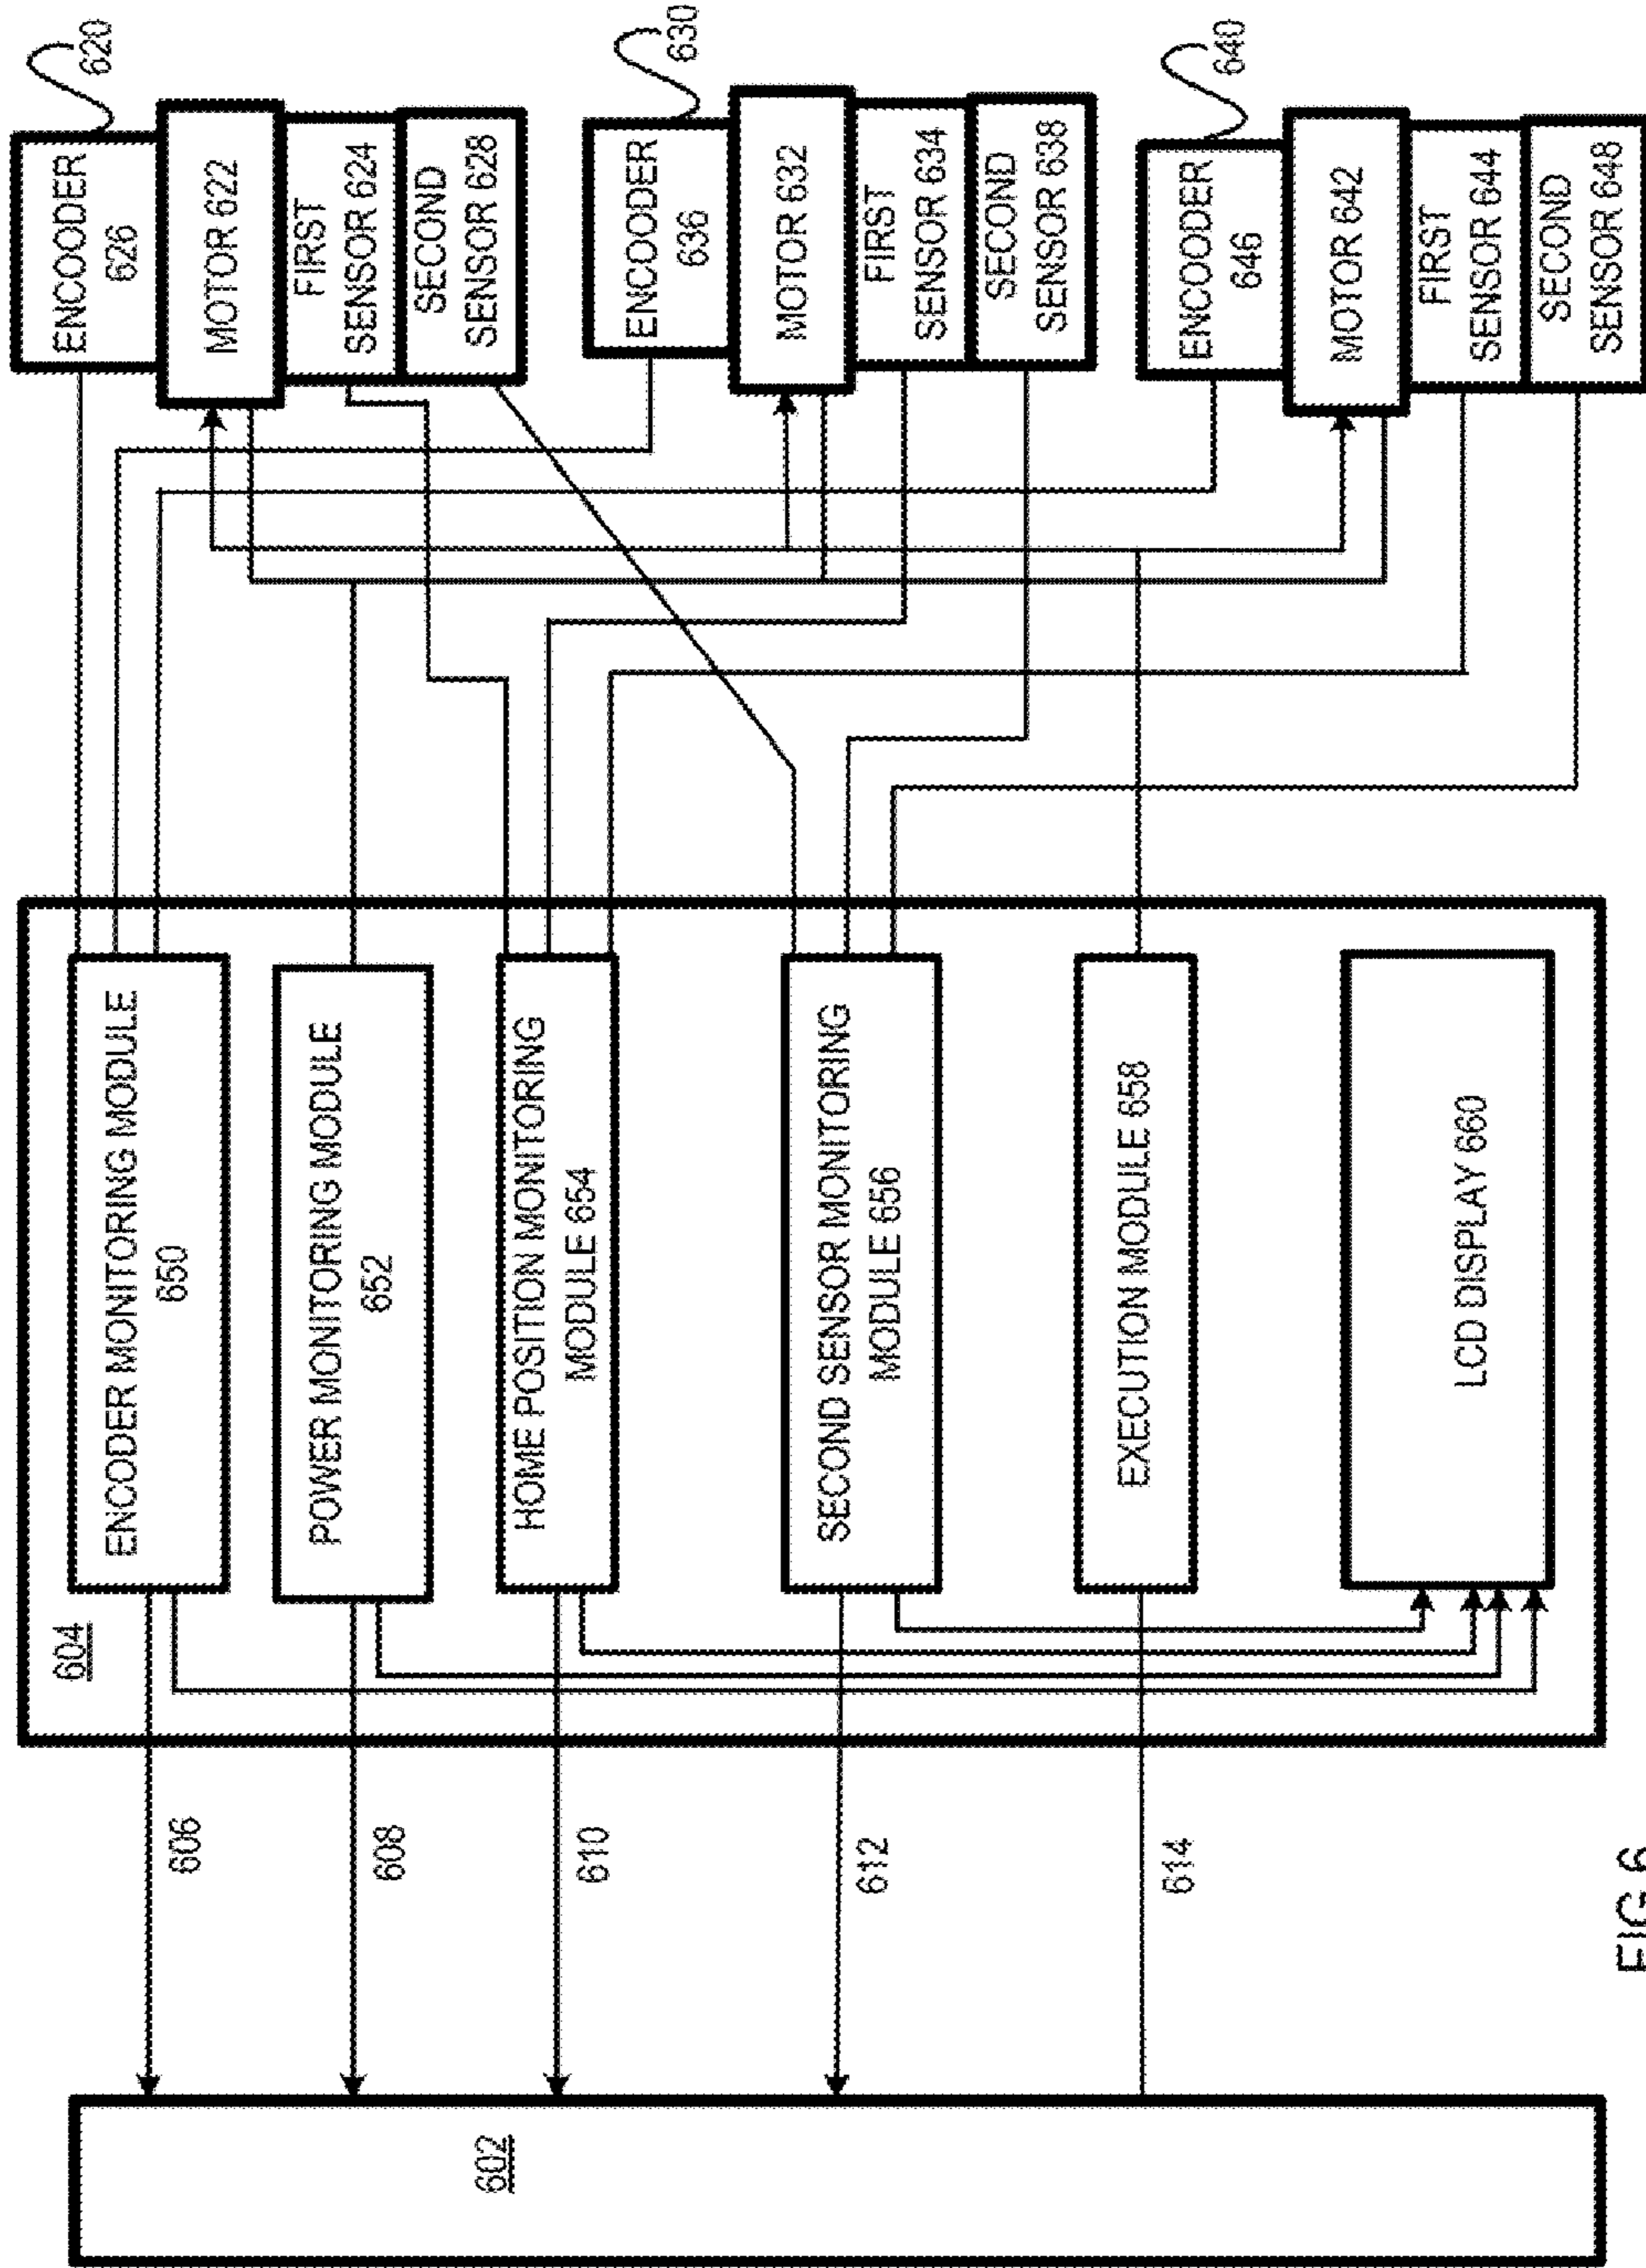 602
606
608
610
612
614
604
ENCODER MONITORING MODULE
650
POWER MONITORING MODULE
652
HOME POSITION MONITORING
MODULE 654
SECOND SENSOR MONITORING
MODULE 656
EXECUTION MODULE 658
LCD DISPLAY 660
ENCODER
626
MOTOR 622
FIRST
SENSOR 624
SECOND
SENSOR 628
620
ENCODER
636
MOTOR 632
FIRST
SENSOR 634
SECOND
SENSOR 638
630
ENCODER
646
MOTOR 642
FIRST
SENSOR 644
SECOND
SENSOR 648
640
FIG 6